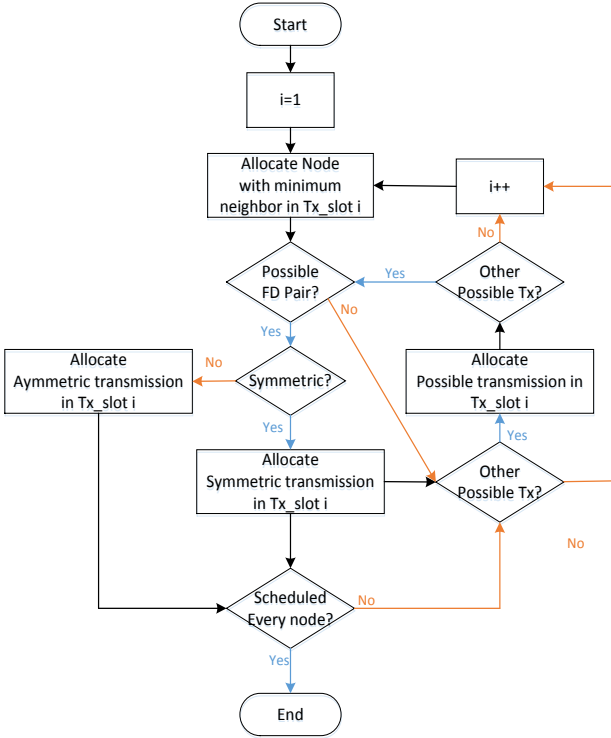 Start
i=1
Allocate Node
with minimum
neighbor in Tx_slot i
i++
No
Possible
FD Pair?
Yes
Other
Possible Tx?
No
Yes
Allocate
Aymmetric transmission
in Tx_slot i
No
Symmetric?
Allocate
Possible transmission in
Tx_slot i
Yes
Yes
Allocate
Symmetric transmission
in Tx_slot i
Other
Possible Tx?
No
Scheduled
Every node?
No
Yes
End